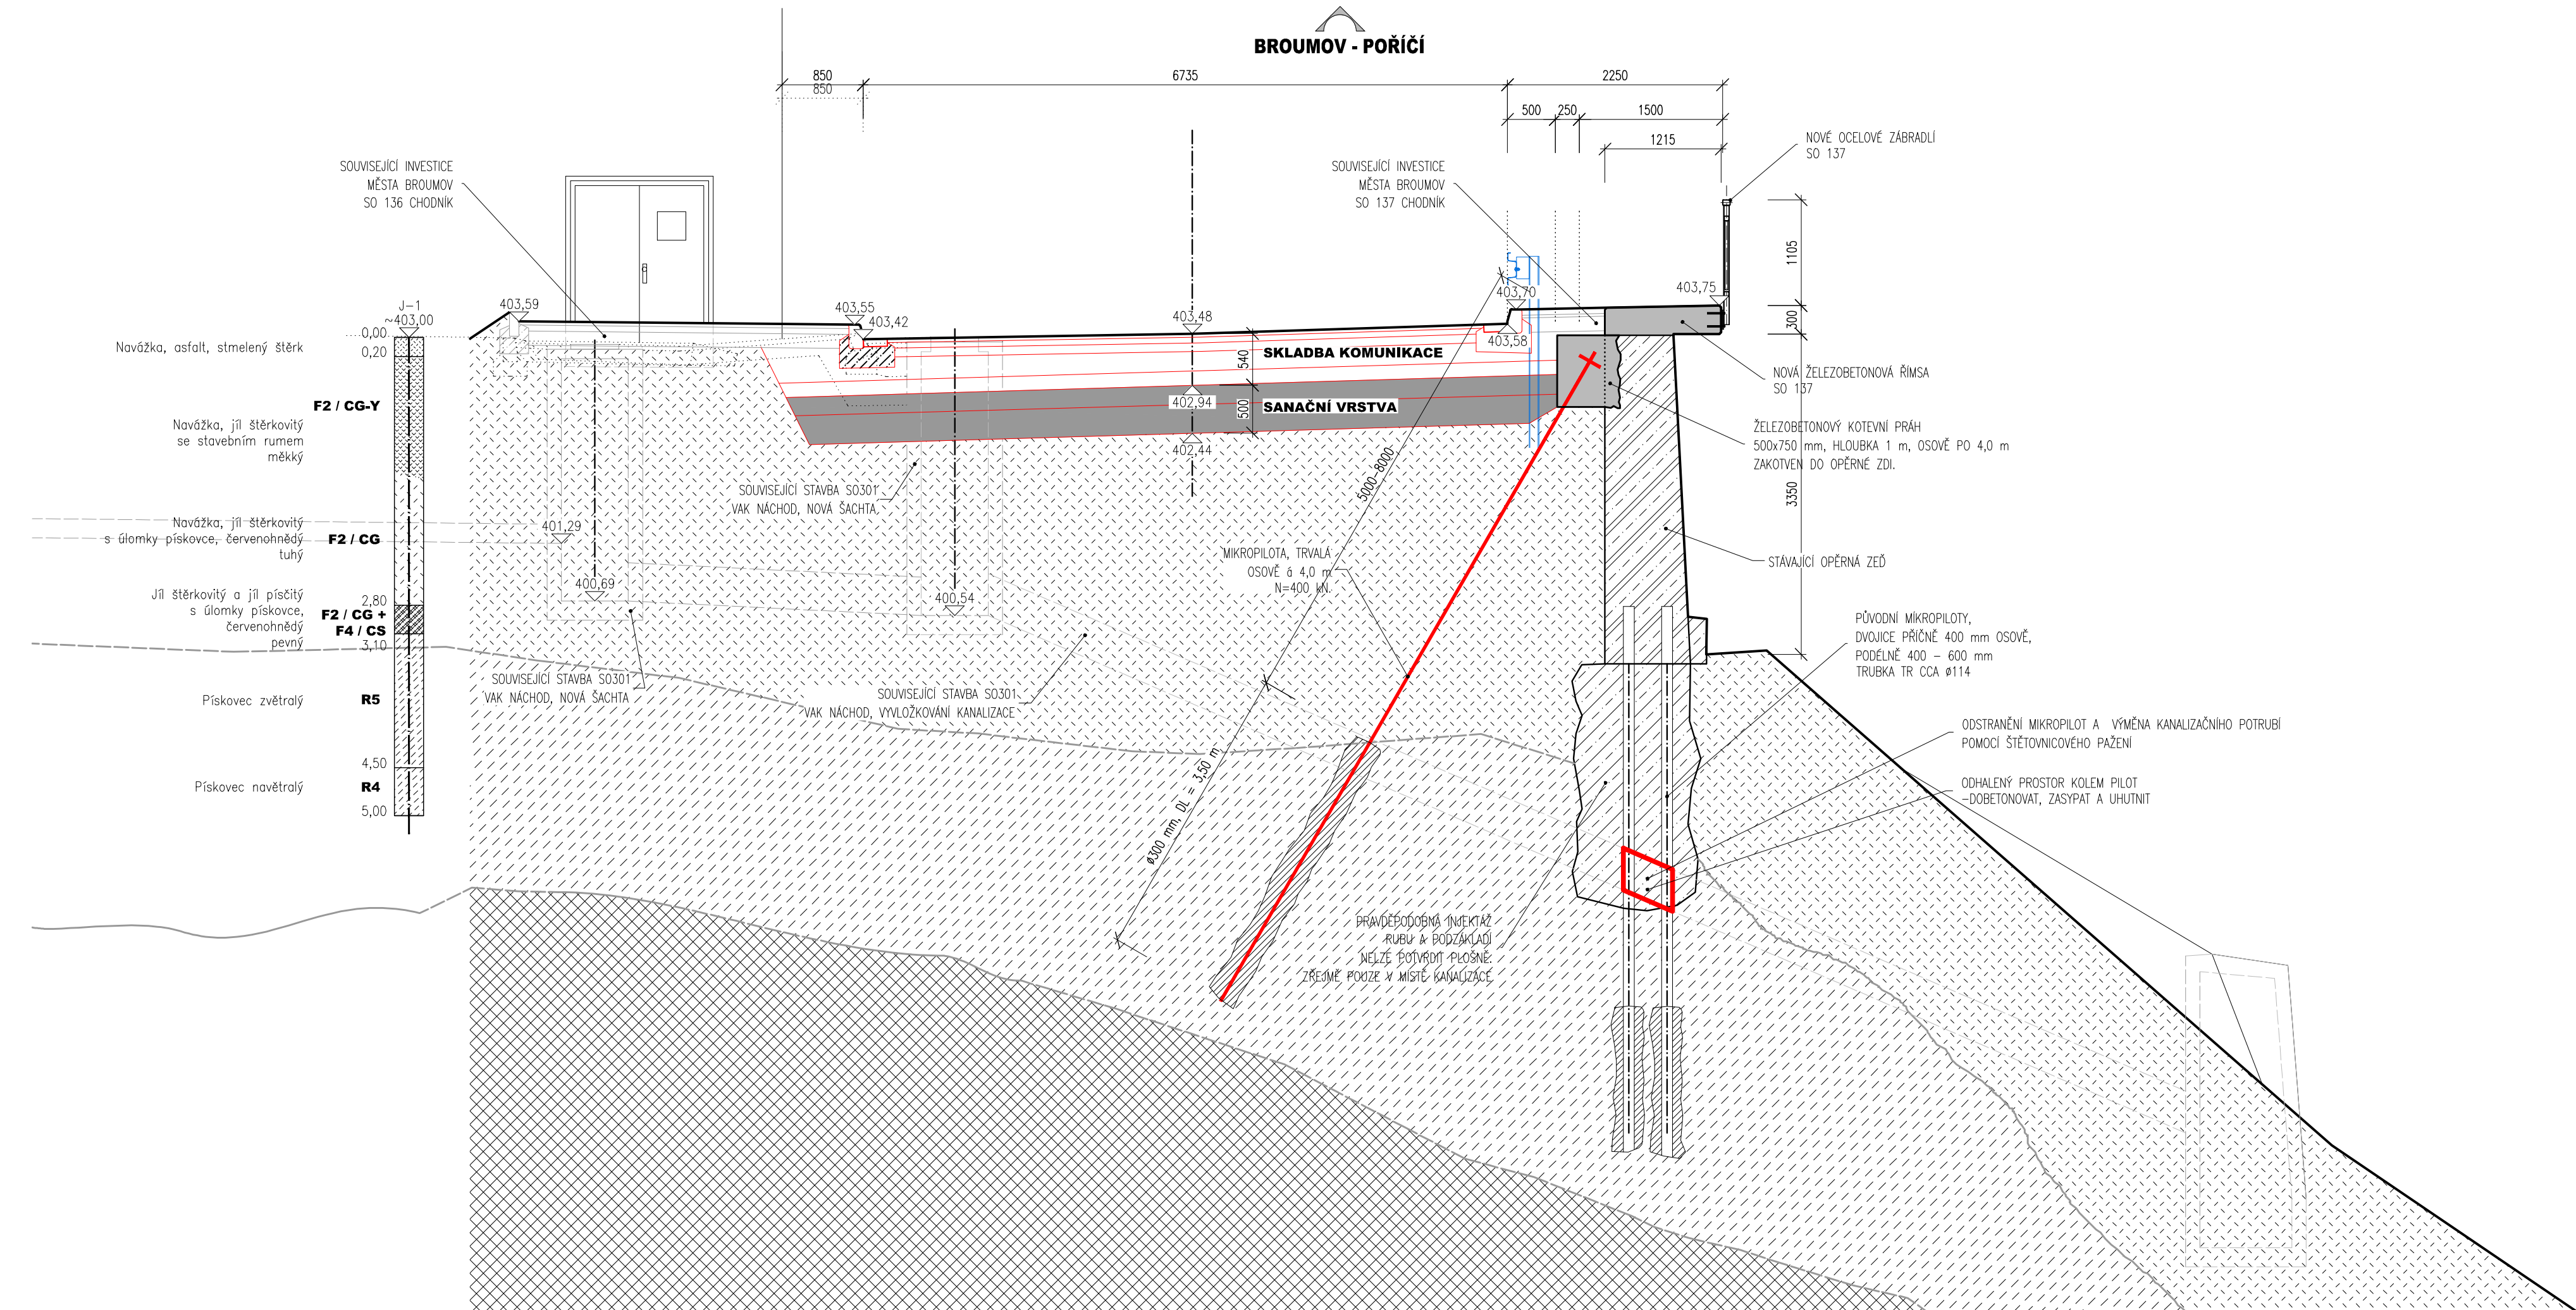 BROUMOV - POŘÍČÍ
850
6735
2250
850
500
250
1500
1215
NOVÉ OCELOVÉ ZÁBRADLÍ
SO 137
SOUVISEJÍCÍ INVESTICE
MĚSTA BROUMOV
SO 136 CHODNÍK
SOUVISEJÍCÍ INVESTICE
MĚSTA BROUMOV
SO 137 CHODNÍK
1105
300
3350
J-1
~403,00
0,00
0,20
2,80
3,10
4,50
5,00
Navážka, asfalt, stmelený štěrk
F2 / CG-Y
Navážka, jíl štěrkovitý
se stavebním rumem
měkký
Navážka, jíl štěrkovitý
s úlomky pískovce, červenohnědý
tuhý
F2 / CG
Jíl štěrkovitý a jíl písčitý
s úlomky pískovce,
červenohnědý
pevný
F2 / CG +
F4 / CS
Pískovec zvětralý
R5
Pískovec navětralý
R4
403,59
403,55
403,42
403,48
403,70
403,58
403,75
540
500
SKLADBA KOMUNIKACE
SANAČNÍ VRSTVA
402,94
402,44
401,29
400,69
400,54
NOVÁ ŽELEZOBETONOVÁ ŘÍMSA
SO 137
ŽELEZOBETONOVÝ KOTEVNÍ PRÁH
500x750 mm, HLOUBKA 1 m, OSOVĚ PO 4,0 m
ZAKOTVEN DO OPĚRNÉ ZDI.
SOUVISEJÍCÍ STAVBA SO301
VAK NÁCHOD, NOVÁ ŠACHTA
5000-8000
MIKROPILOTA, TRVALÁ
OSOVĚ á 4,0 m
N=400 kN.
STÁVAJÍCÍ OPĚRNÁ ZEĎ
PŮVODNÍ MÍKROPILOTY,
DVOJICE PŘÍČNĚ 400 mm OSOVĚ,
PODÉLNĚ 400 - 600 mm
TRUBKA TR CCA ø114
SOUVISEJÍCÍ STAVBA SO301
VAK NÁCHOD, NOVÁ ŠACHTA
SOUVISEJÍCÍ STAVBA SO301
VAK NÁCHOD, VYVLOŽKOVÁNÍ KANALIZACE
ø300 mm, DL = 3,50 m
ODSTRANĚNÍ MIKROPILOT A VÝMĚNA KANALIZAČNÍHO POTRUBÍ
POMOCÍ ŠTĚTOVNICOVÉHO PAŽENÍ
ODHALENÝ PROSTOR KOLEM PILOT
-DOBETONOVAT, ZASYPAT A UHUTNIT
PRAVDĚPODOBNÁ INJEKTÁŽ
RUBU A PODZÁKLADÍ
NELZE POTVRDIT PLOŠNĚ.
ZŘEJMĚ POUZE V MÍSTĚ KANALIZACE